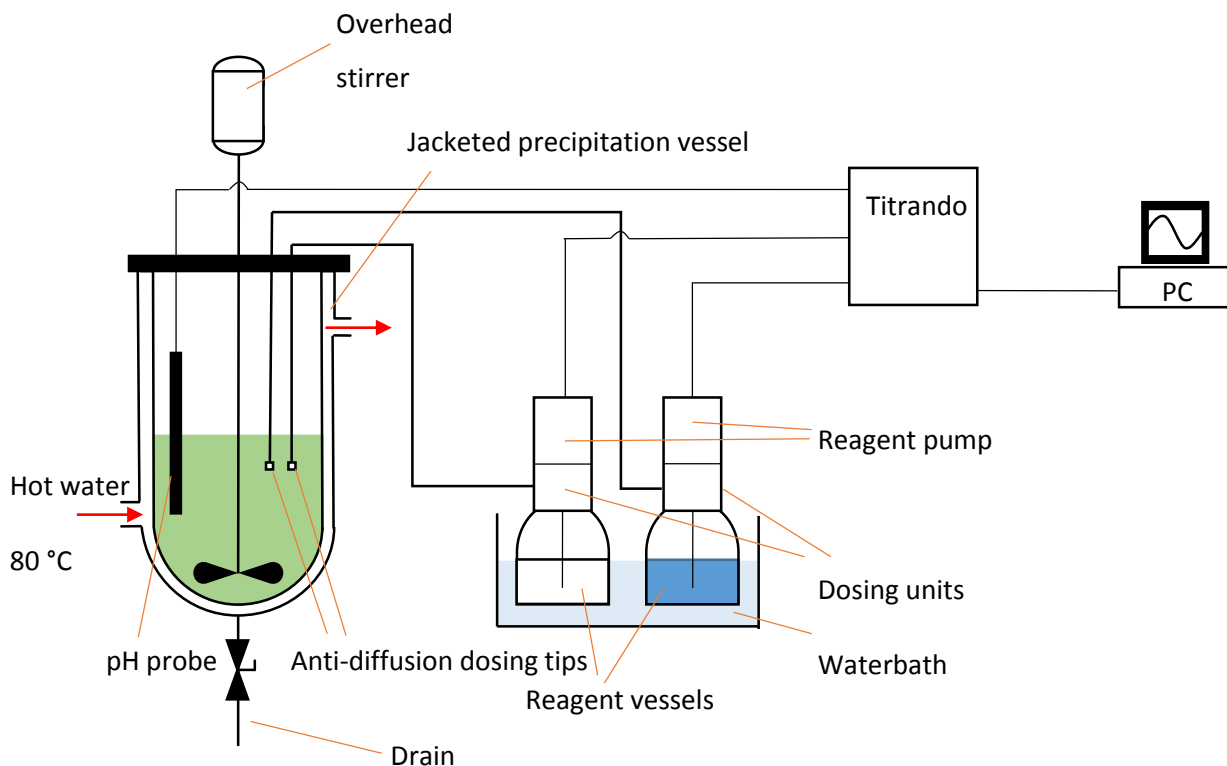 Overhead
stirrer
Jacketed precipitation vessel
Titrando
PC
Reagent pump
Hot water
80 °C
Dosing units
pH probe
Anti-diffusion dosing tips
Waterbath
Reagent vessels
Drain